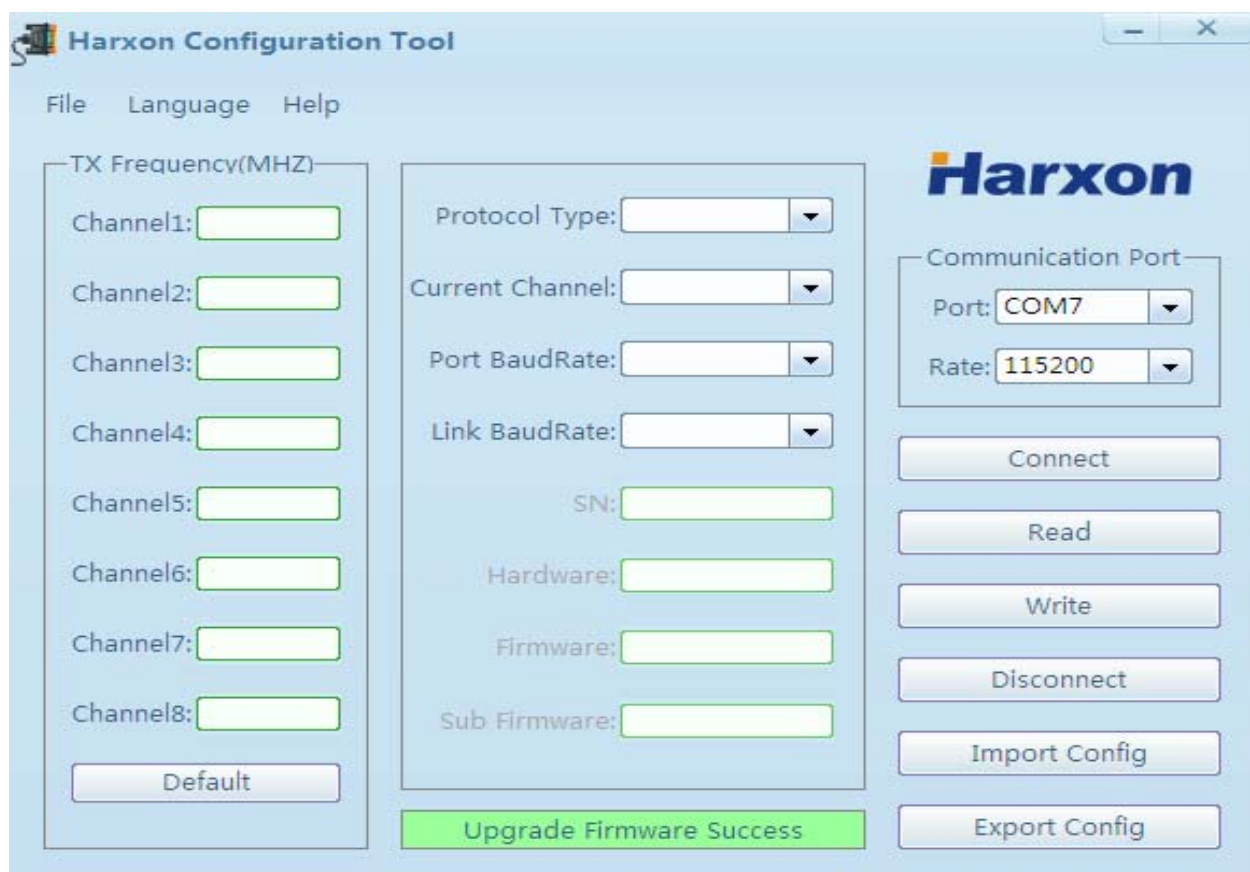 Harxon Configuration Tool
File Language Help
TX Frequency(MHZ)
Channel1:
Channel2:
Channel3:
Channel4:
Channel5:
Channel6:
Channel7:
Channel8:
Default
Protocol Type:
Current Channel:
Port BaudRate:
Link BaudRate:
SN:
Hardware:
Firmware:
Sub Firmware:
Upgrade Firmware Success
Harxon
Communication Port
Port: COM7
Rate: 115200
Connect
Read
Write
Disconnect
Import Config
Export Config